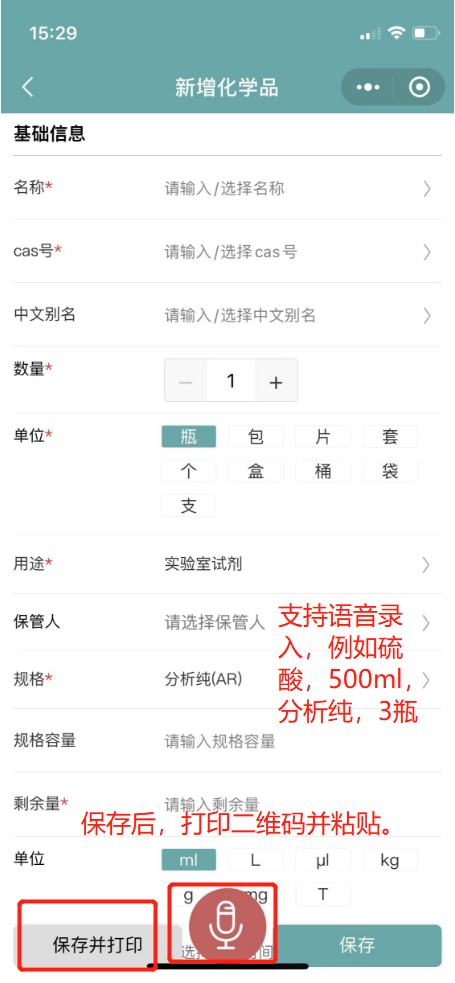 15:29
新增化学品
基础信息
名称* 请输入/选择名称
cas号* 请输入/选择cas号
中文别名 请输入/选择中文别名
数量* － 1 +
单位* 瓶 包 片 套
个 盒 桶 袋
支
用途* 实验室试剂
保管人 请选择保管人
规格* 分析纯(AR)
支持语音录
入，例如硫
酸，500ml，
分析纯，3瓶
规格容量 请输入规格容量
剩余量* 请输入剩余量
保存后，打印二维码并粘贴。
单位 ml L μl kg
g mg T
保存并打印 保存